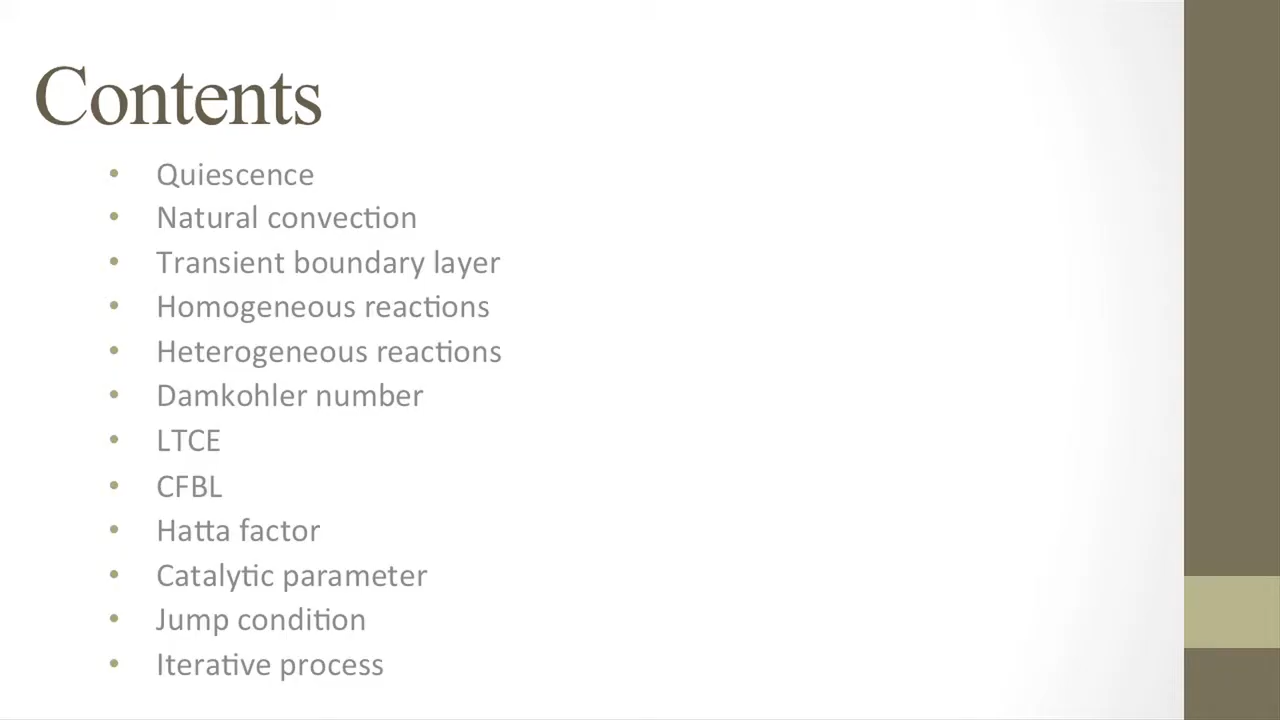 Contents
• Quiescence
• Natural convection
• Transient boundary layer
• Homogeneous reactions
• Heterogeneous reactions
• Damkohler number
• LTCE
• CFBL
• Hatta factor
• Catalytic parameter
• Jump condition
• Iterative process